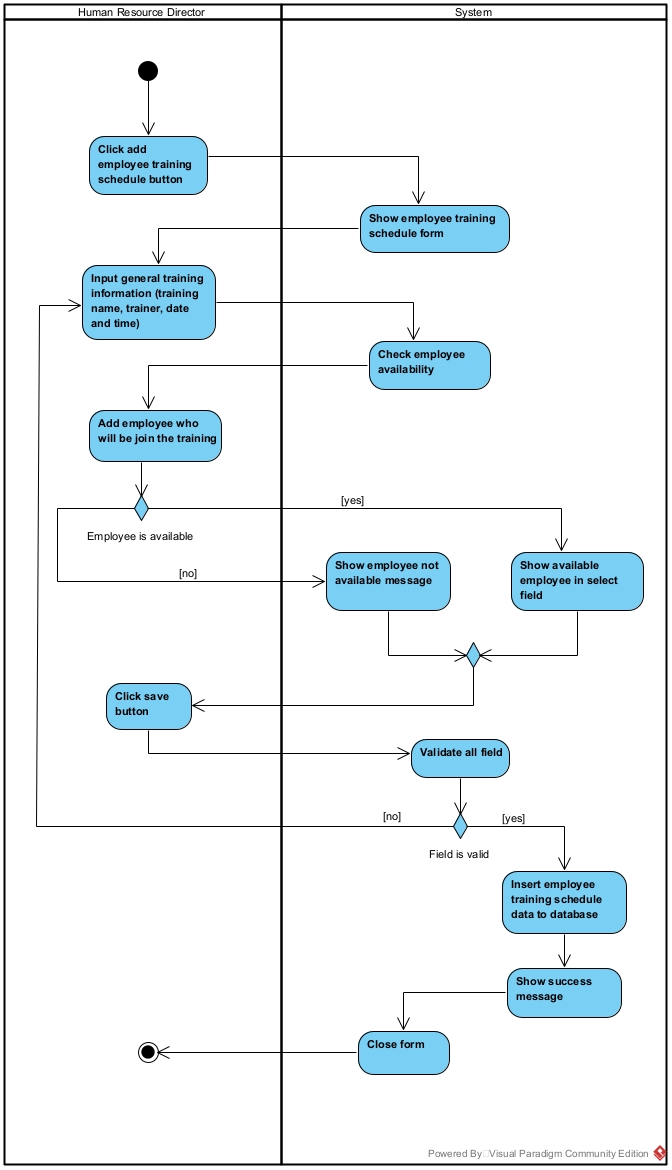 Human Resource Director
System
Click add
employee training
schedule button
Show employee training
schedule form
Input general training
information (training
name, trainer, date
and time)
Check employee
availability
Add employee who
will be join the training
[yes]
Employee is available
[no]
Show employee not
available message
Show available
employee in select
field
Click save
button
Validate all field
[no]
[yes]
Field is valid
Insert employee
training schedule
data to database
Show success
message
Close form
Powered By Visual Paradigm Community Edition